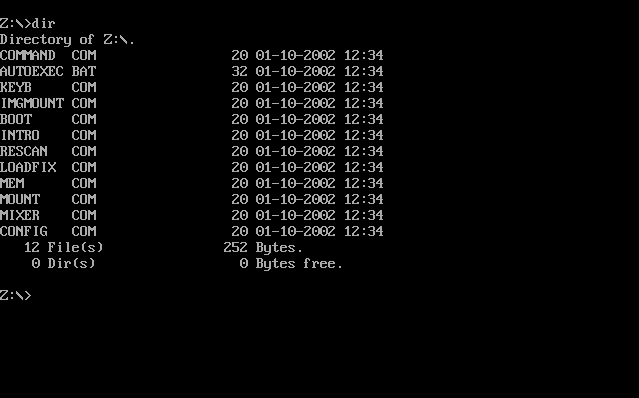 Z:\>dir
Directory of Z:\.
COMMAND  COM                 20 01-10-2002 12:34
AUTOEXEC BAT                 32 01-10-2002 12:34
KEYB     COM                 20 01-10-2002 12:34
IMGMOUNT COM                 20 01-10-2002 12:34
BOOT     COM                 20 01-10-2002 12:34
INTRO    COM                 20 01-10-2002 12:34
RESCAN   COM                 20 01-10-2002 12:34
LOADFIX  COM                 20 01-10-2002 12:34
MEM      COM                 20 01-10-2002 12:34
MOUNT    COM                 20 01-10-2002 12:34
MIXER    COM                 20 01-10-2002 12:34
CONFIG   COM                 20 01-10-2002 12:34
   12 File(s)               252 Bytes.
    0 Dir(s)                  0 Bytes free.
Z:\>